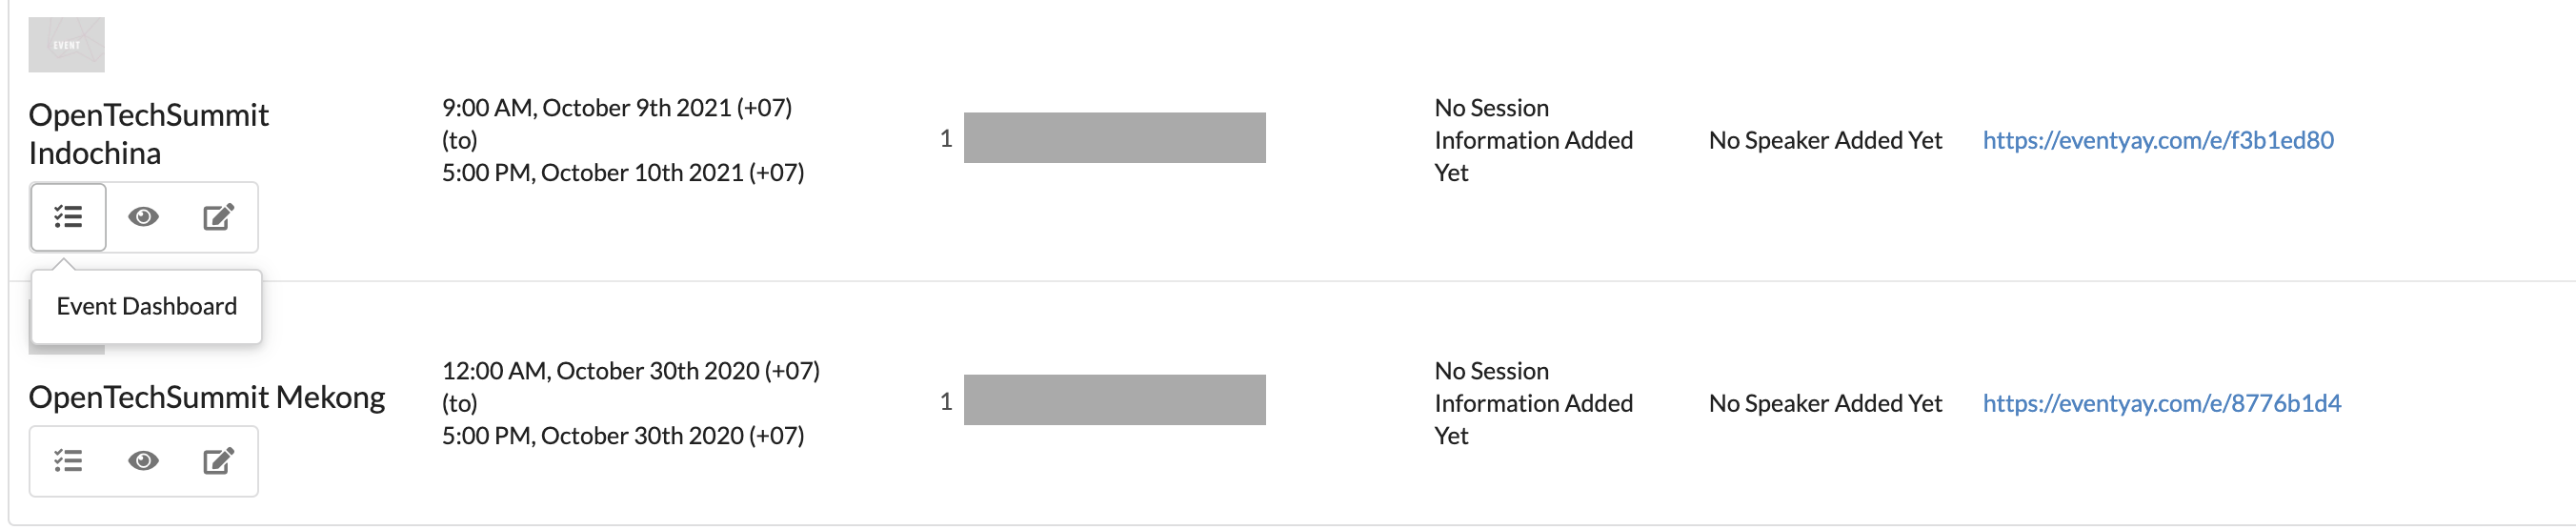 EVENT
OpenTechSummit
Indochina
9:00 AM, October 9th 2021 (+07)
(to)
5:00 PM, October 10th 2021 (+07)
1
No Session
Information Added
Yet
No Speaker Added Yet
https://eventyay.com/e/f3b1ed80
Event Dashboard
OpenTechSummit Mekong
12:00 AM, October 30th 2020 (+07)
(to)
5:00 PM, October 30th 2020 (+07)
1
No Session
Information Added
Yet
No Speaker Added Yet
https://eventyay.com/e/8776b1d4